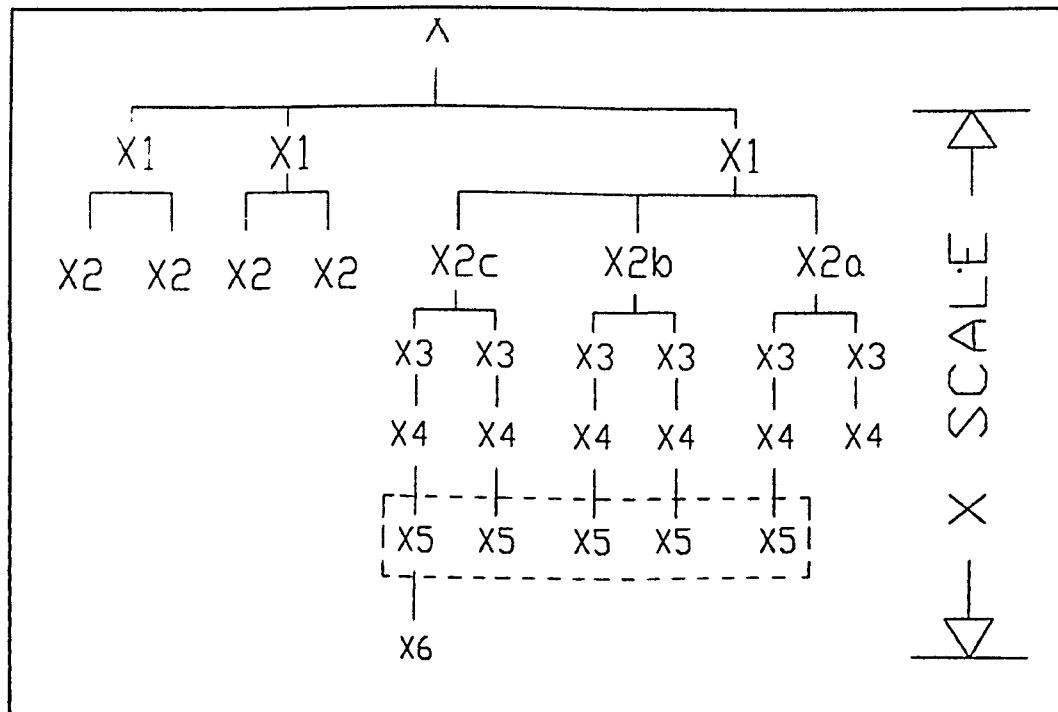 X
X1 X1 X1
X2 X2 X2 X2 X2c X2b X2a
X3 X3 X3 X3 X3 X3
X4 X4 X4 X4 X4 X4
X5 X5 X5 X5 X5
X6
X SCALE